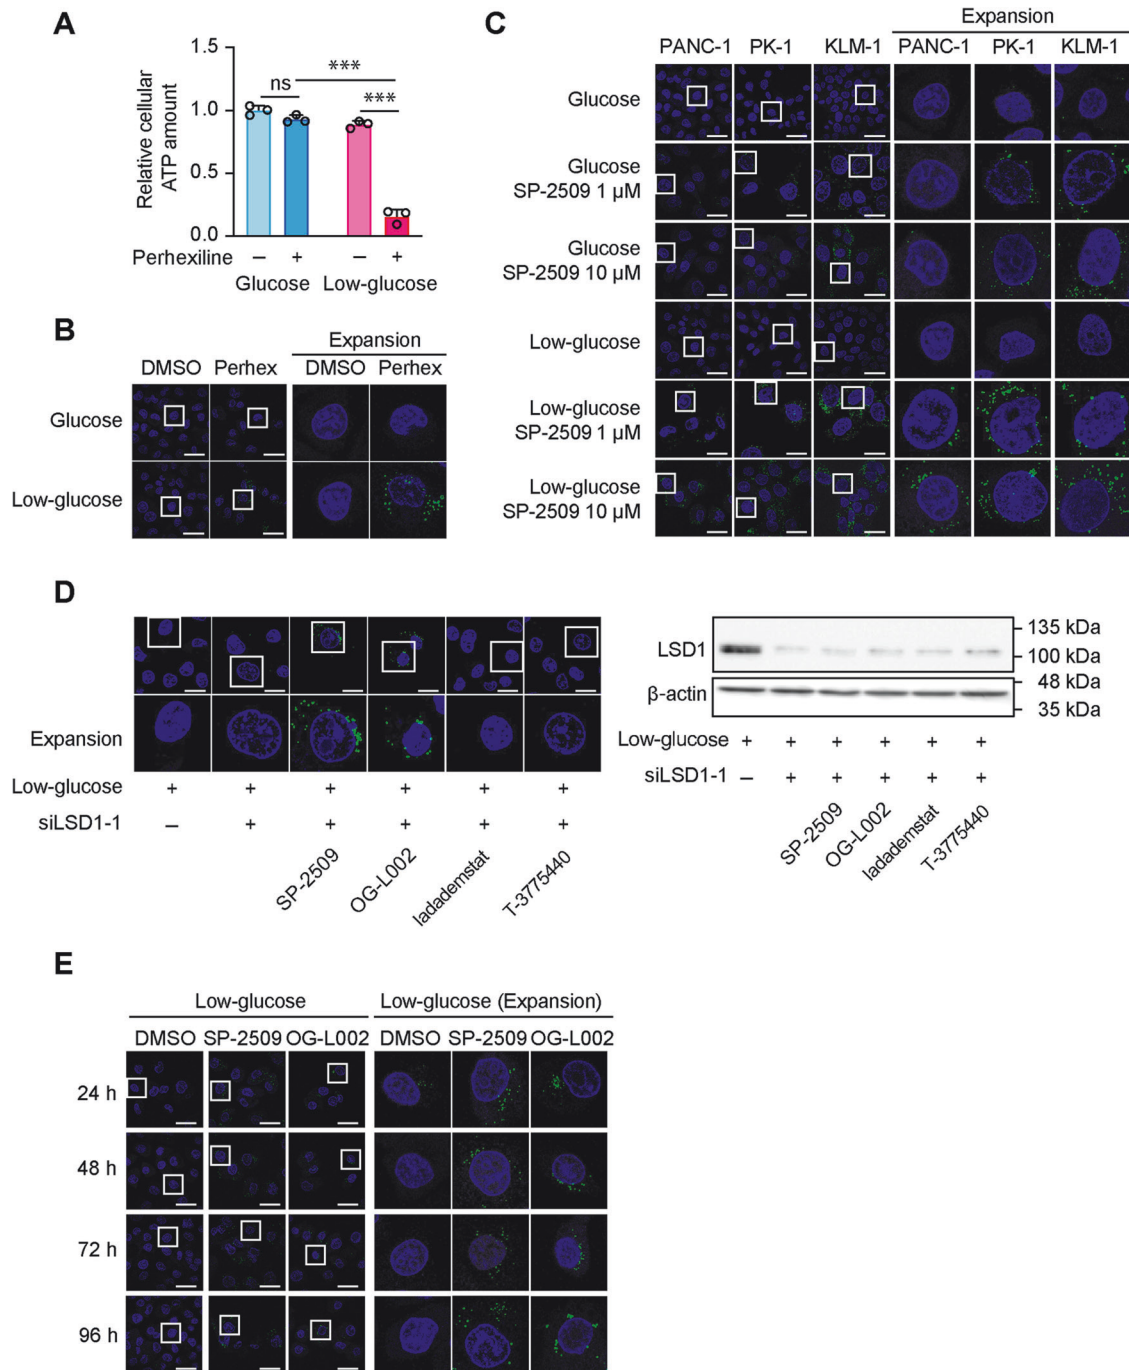 A
1.5
1.0
0.5
0.0
Relative cellular
ATP amount
ns
***
***
Perhexiline − + − +
Glucose Low-glucose
B
Expansion
DMSO Perhex DMSO Perhex
Glucose
Low-glucose
C
Expansion
PANC-1 PK-1 KLM-1 PANC-1 PK-1 KLM-1
Glucose
Glucose
SP-2509 1 μM
Glucose
SP-2509 10 μM
Low-glucose
Low-glucose
SP-2509 1 μM
Low-glucose
SP-2509 10 μM
D
Expansion
Low-glucose + + + + + +
siLSD1-1 − + + + + +
SP-2509
OG-L002
Iadademstat
T-3775440
LSD1
β-actin
135 kDa
100 kDa
48 kDa
35 kDa
Low-glucose + + + + + +
siLSD1-1 − + + + + +
SP-2509
OG-L002
Iadademstat
T-3775440
E
Low-glucose Low-glucose (Expansion)
DMSO SP-2509 OG-L002 DMSO SP-2509 OG-L002
24 h
48 h
72 h
96 h